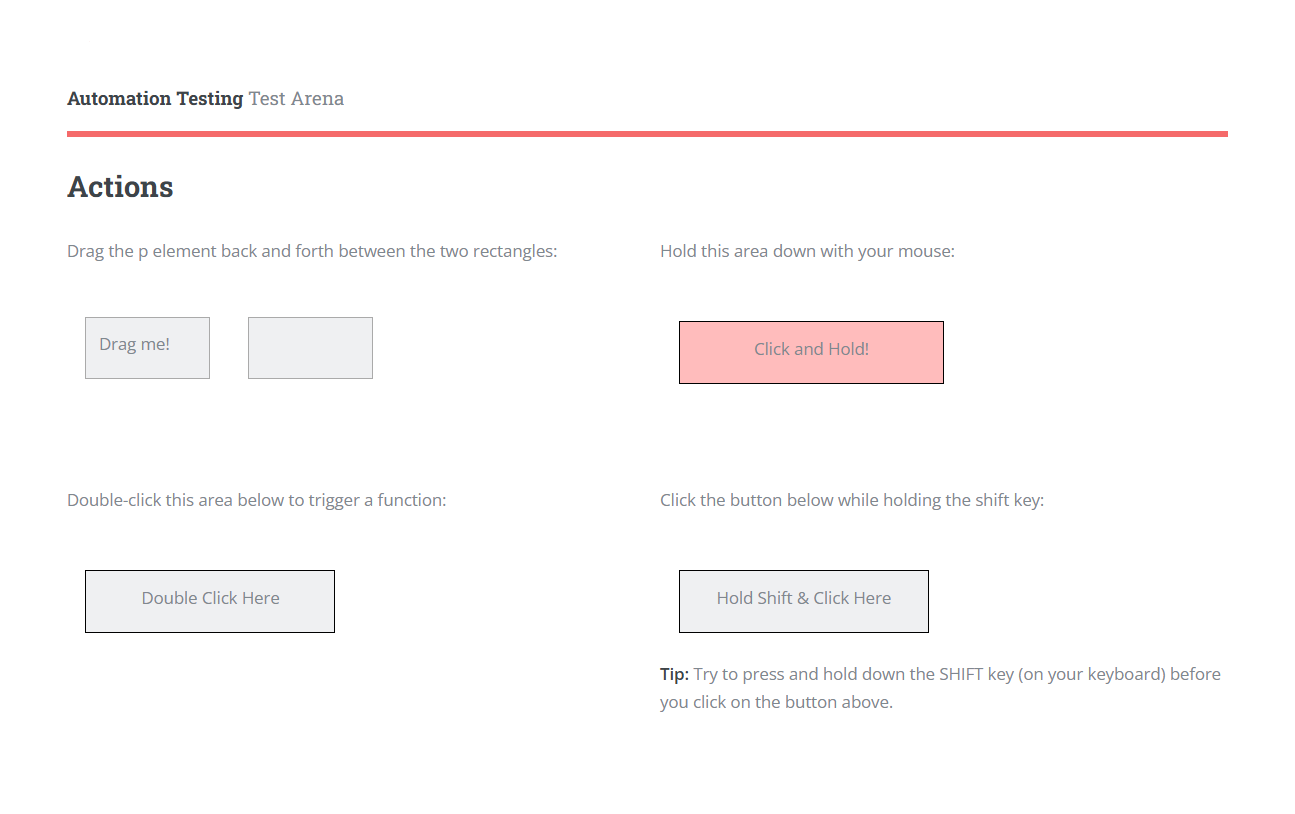 Automation Testing Test Arena
Actions
Drag the p element back and forth between the two rectangles:
Drag me!
Hold this area down with your mouse:
Click and Hold!
Double-click this area below to trigger a function:
Double Click Here
Click the button below while holding the shift key:
Hold Shift & Click Here
Tip: Try to press and hold down the SHIFT key (on your keyboard) before
you click on the button above.